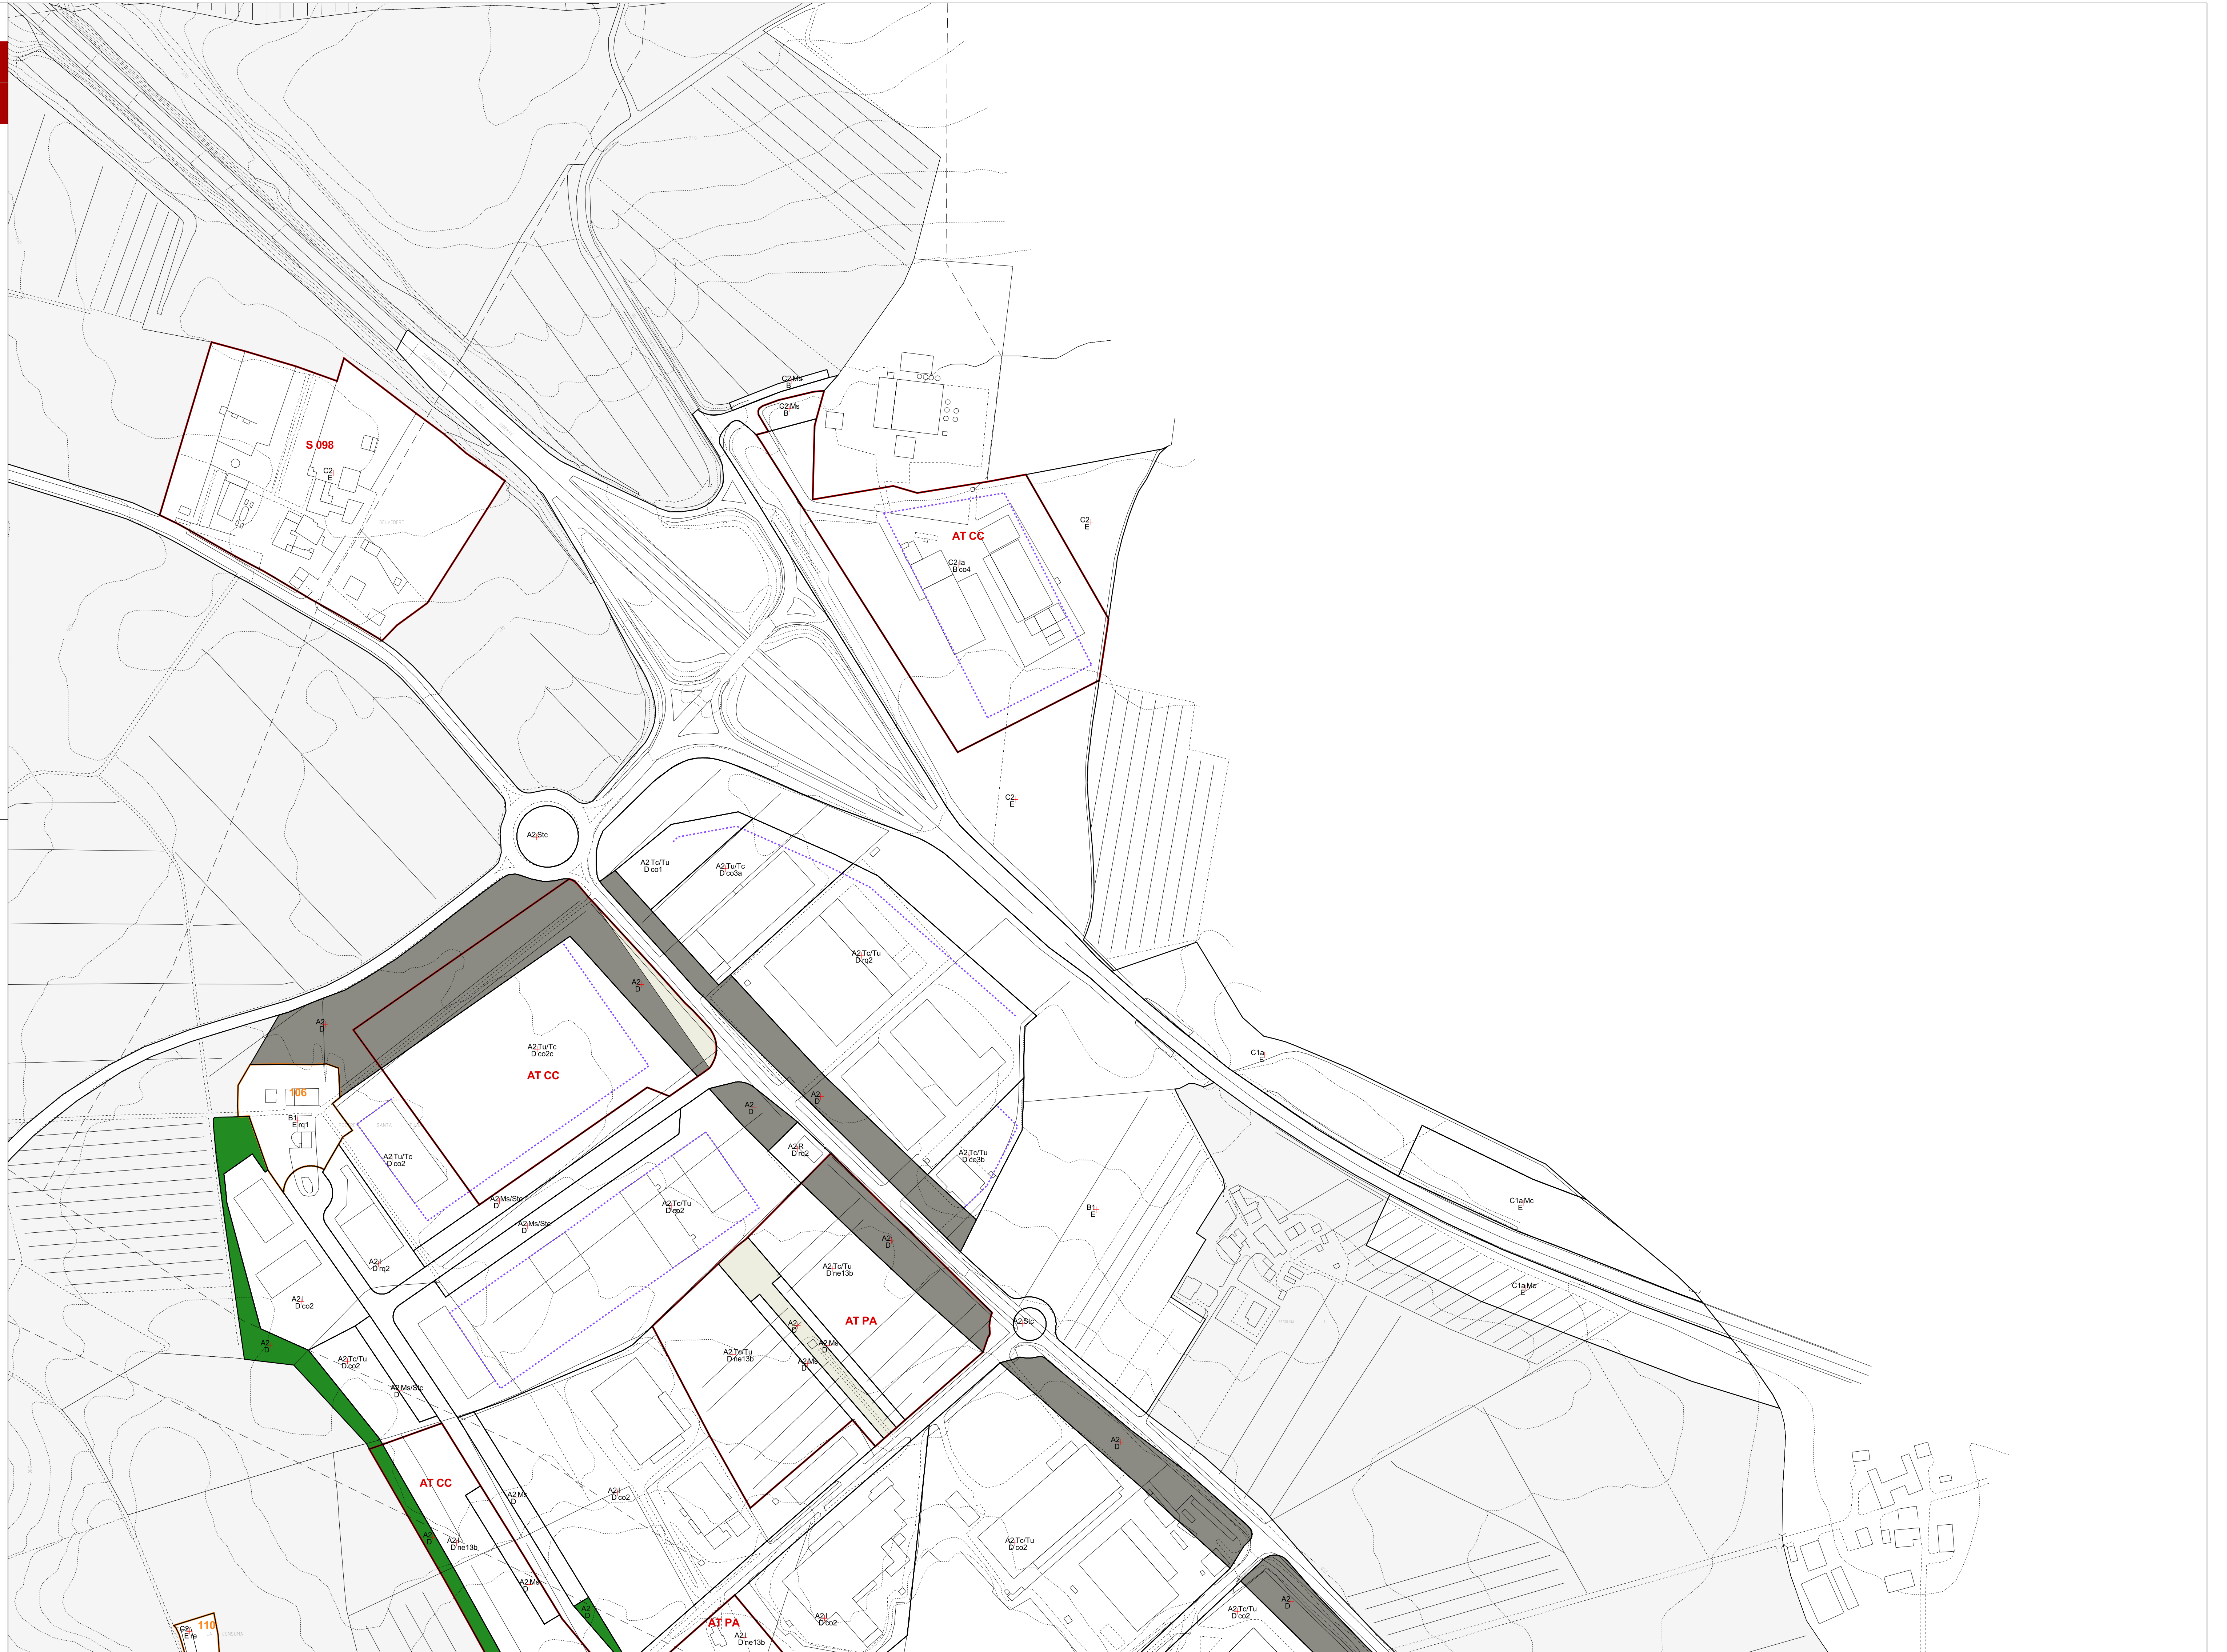 C2.Ms
B
C2.Ms
B
S 098
C2.
E
C2.
E
AT CC
C2.Ia
B co4
C2.
E
A2.Stc
A2.Tc/Tu
D co1
A2.Tu/Tc
D co3a
A2.Tc/Tu
D rq2
A2.
D
A2.
D
A2.Tu/Tc
D co2c
AT CC
C1a.
E
106
B1.
E rq1
A2.
D
A2.
D
A2.R
D rq2
A2.Tu/Tc
D co2
A2.Tc/Tu
D co3b
A2.Ms/Stc
D
A2.Ms/Stc
D
A2.Tc/Tu
D co2
B1.
E
C1a.Mc
E
A2.
D
A2.I
D rq2
A2.Tc/Tu
D ne13b
C1a.Mc
E
A2.I
D co2
AT PA
A2.Stc
A2.
D
A2.
D
A2.Ms
D
A2.Tc/Tu
D ne13b
A2.Ms
D
A2.Tc/Tu
D co2
A2.Ms/Stc
D
A2.
D
AT CC
A2.I
D co2
A2.Ms
D
A2.
D
A2.I
D ne13b
A2.Tc/Tu
D co2
A2.Ms
D
A2.
D
A2.
D
A2.Tc/Tu
D co2
A2.I
D co2
AT PA
A2.I
D ne13b
110
C2.
E re